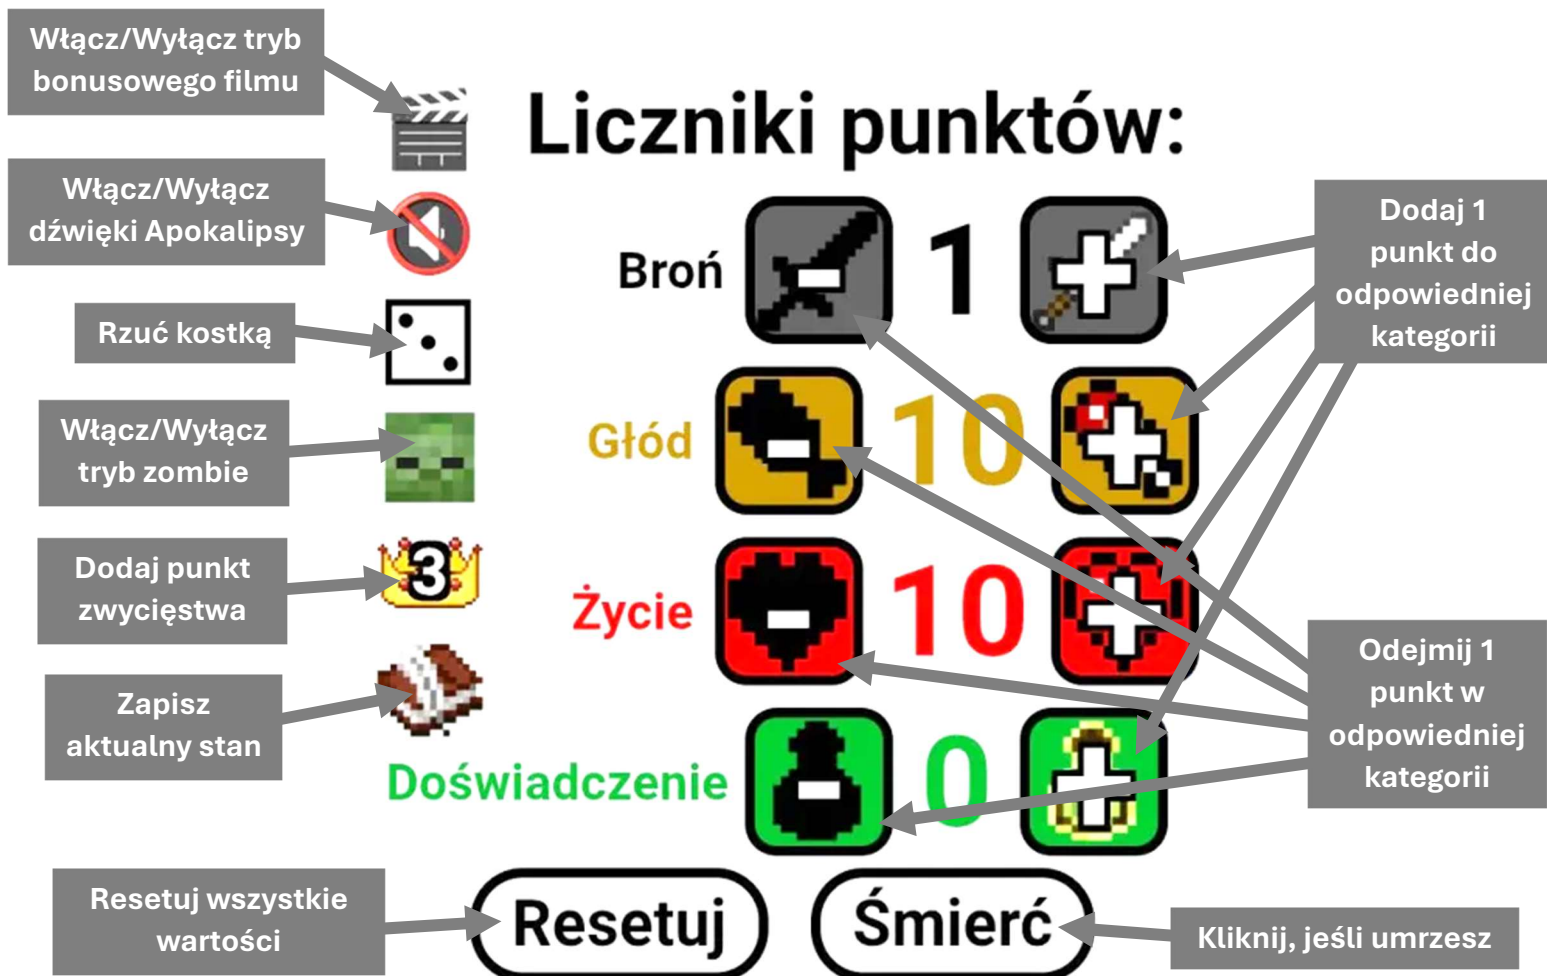 Włącz/Wyłącz tryb
bonusowego filmu
Liczniki punktów:
Włącz/Wyłącz
dźwięki Apokalipsy
Dodaj 1
punkt do
odpowiedniej
kategorii
Broń 1
Rzuć kostką
Włącz/Wyłącz
tryb zombie
Głód 10
Dodaj punkt
zwycięstwa
3
Życie 10
Odejmij 1
punkt w
odpowiedniej
kategorii
Zapisz
aktualny stan
Doświadczenie 0
Resetuj wszystkie
wartości
Resetuj
Śmierć
Kliknij, jeśli umrzesz